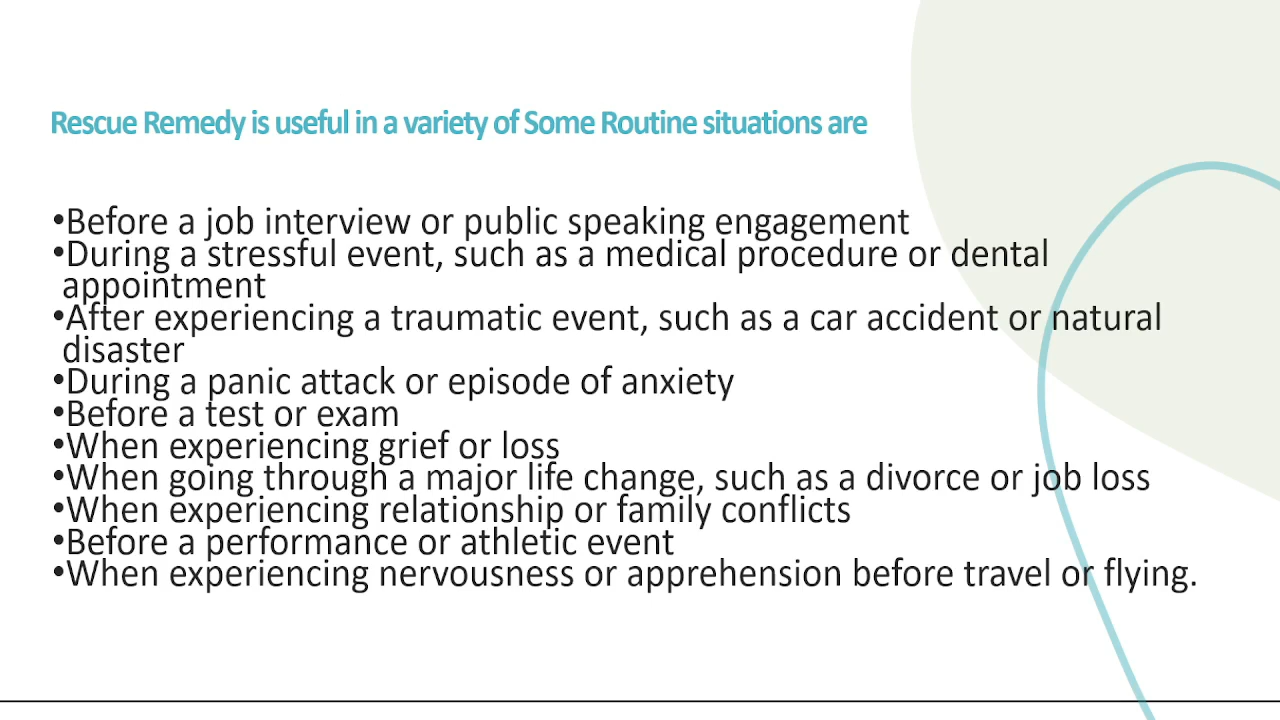 Rescue Remedy is useful in a variety of Some Routine situations are
•Before a job interview or public speaking engagement
•During a stressful event, such as a medical procedure or dental
appointment
•After experiencing a traumatic event, such as a car accident or natural
disaster
•During a panic attack or episode of anxiety
•Before a test or exam
•When experiencing grief or loss
•When going through a major life change, such as a divorce or job loss
•When experiencing relationship or family conflicts
•Before a performance or athletic event
•When experiencing nervousness or apprehension before travel or flying.